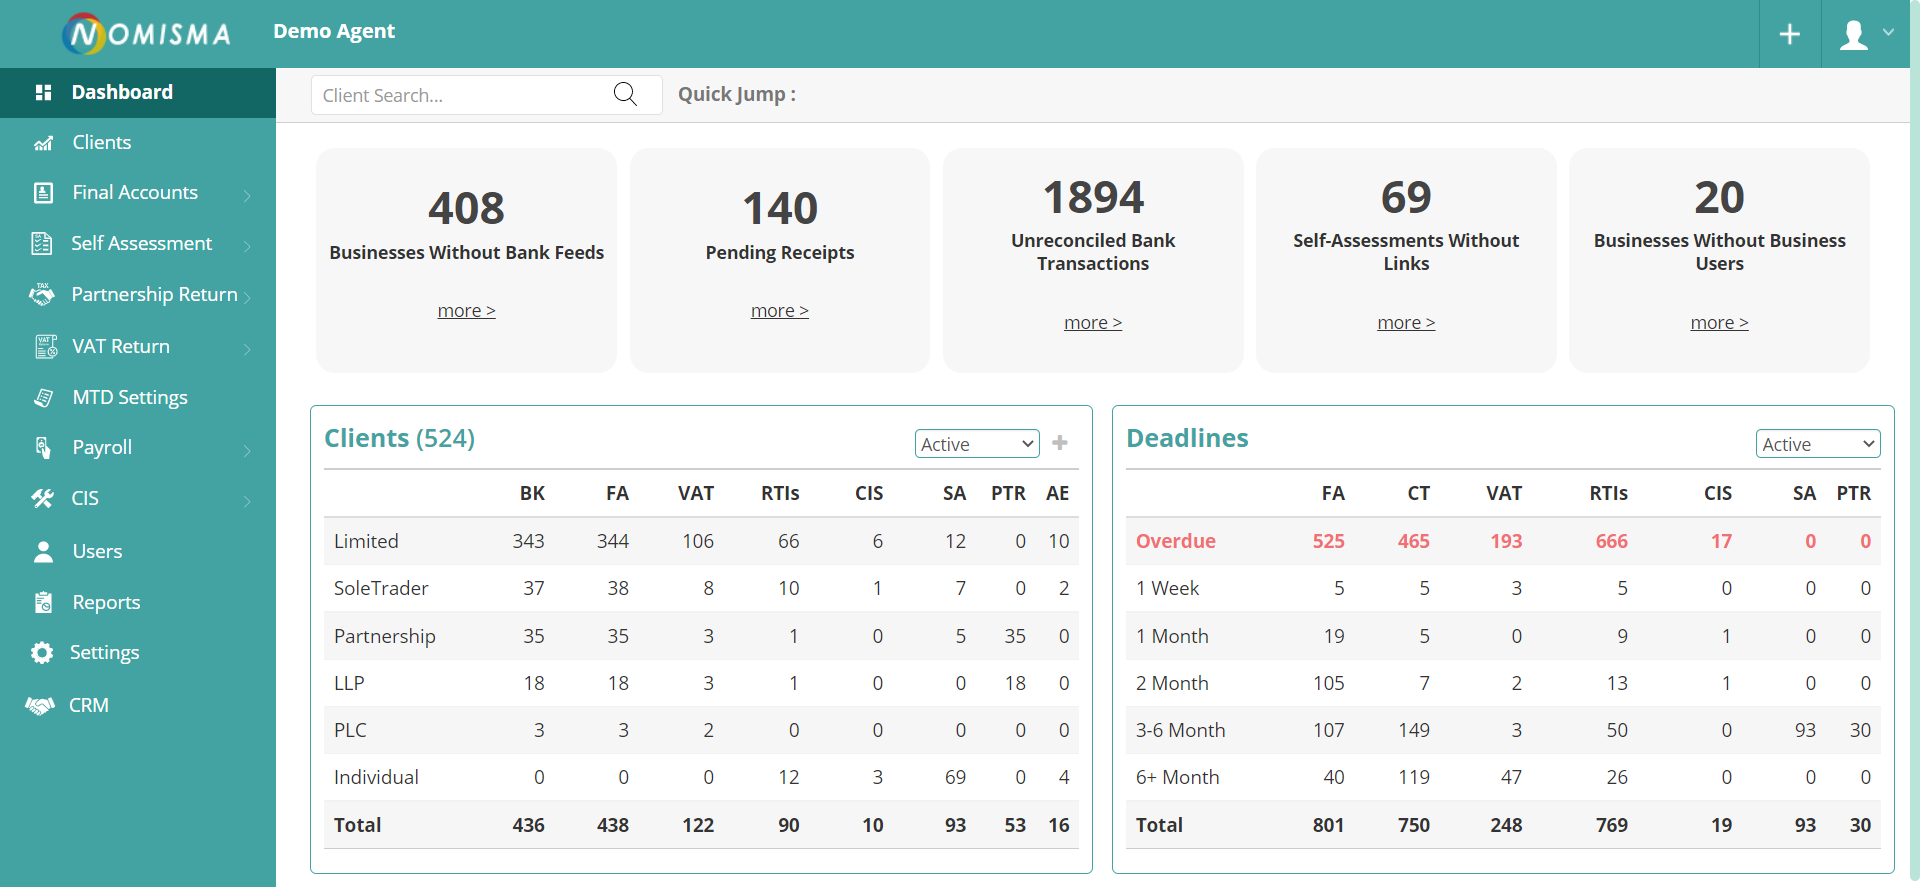 NOMISMA
Demo Agent
Dashboard
Clients
Final Accounts
Self Assessment
Partnership Return
VAT Return
MTD Settings
Payroll
CIS
Users
Reports
Settings
CRM
Client Search...
Quick Jump :
408
Businesses Without Bank Feeds
more >
140
Pending Receipts
more >
1894
Unreconciled Bank
Transactions
more >
69
Self-Assessments Without
Links
more >
20
Businesses Without Business
Users
more >
Clients (524)
Active
BK FA VAT RTIs CIS SA PTR AE
Limited 343 344 106 66 6 12 0 10
SoleTrader 37 38 8 10 1 7 0 2
Partnership 35 35 3 1 0 5 35 0
LLP 18 18 3 1 0 0 18 0
PLC 3 3 2 0 0 0 0 0
Individual 0 0 0 12 3 69 0 4
Total 436 438 122 90 10 93 53 16
Deadlines
Active
FA CT VAT RTIs CIS SA PTR
Overdue 525 465 193 666 17 0 0
1 Week 5 5 3 5 0 0 0
1 Month 19 5 0 9 1 0 0
2 Month 105 7 2 13 1 0 0
3-6 Month 107 149 3 50 0 93 30
6+ Month 40 119 47 26 0 0 0
Total 801 750 248 769 19 93 30